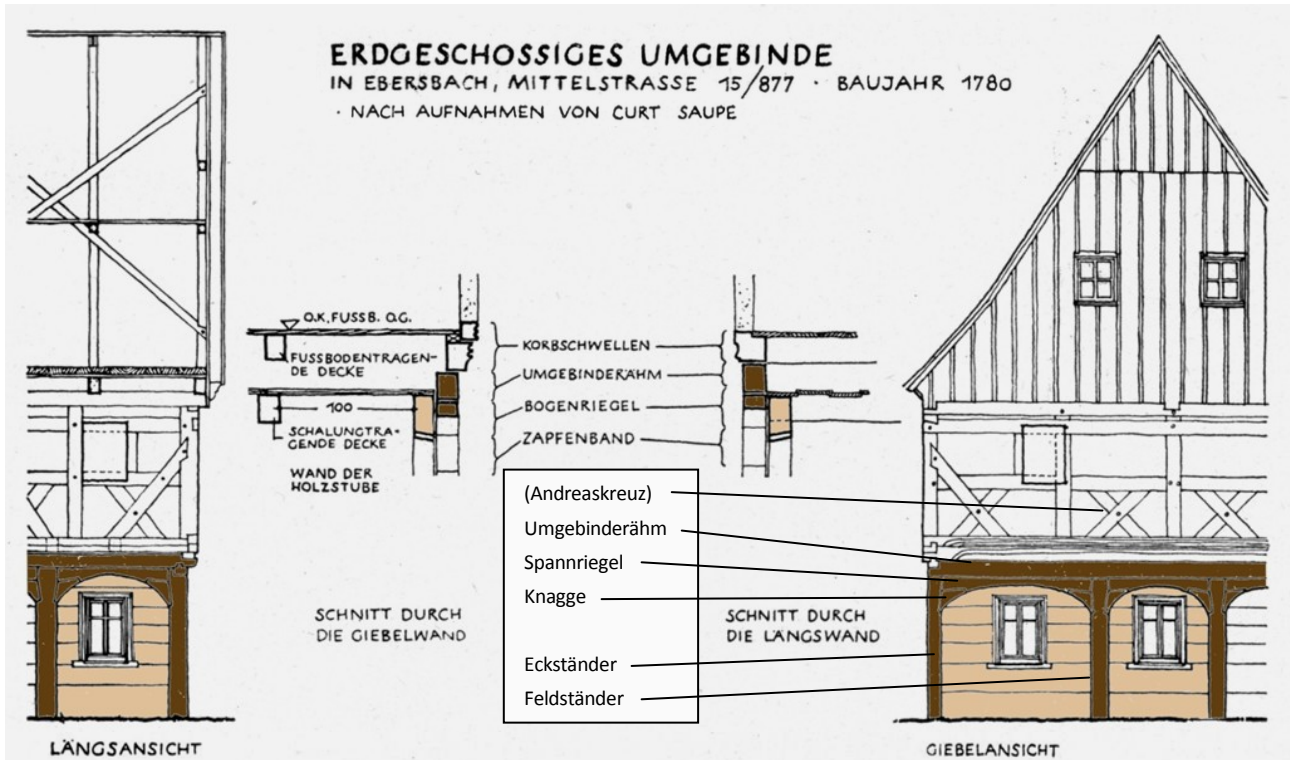 ERDGESCHOSSIGES UMGEBINDE
IN EBERSBACH, MITTELSTRASSE 15/877 · BAUJAHR 1780
· NACH AUFNAHMEN VON CURT SAUPE
O.K. FUSSB. O.G.
FUSSBODENTRAGEN-
DE DECKE
100
SCHALUNGTRA-
GENDE DECKE
WAND DER
HOLZSTUBE
KORBSCHWELLEN
UMGEBINDERÄHM
BOGENRIEGEL
ZAPFENBAND
(Andreaskreuz)
Umgebinderähm
Spannriegel
Knagge
Eckständer
Feldständer
SCHNITT DURCH
DIE GIEBELWAND
SCHNITT DURCH
DIE LÄNGSWAND
LÄNGSANSICHT
GIEBELANSICHT